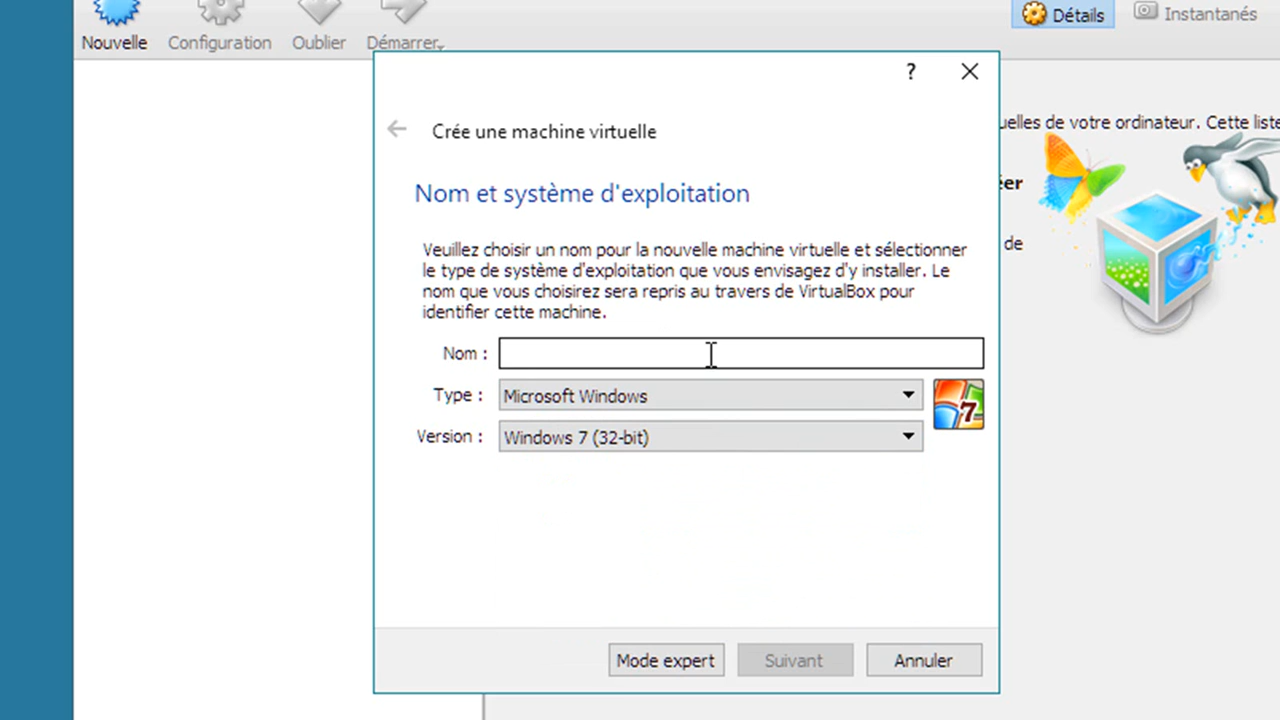 Nouvelle Configuration Oublier Démarrer
Détails Instantanés
?
Crée une machine virtuelle
uelles de votre ordinateur. Cette liste
éer
de
Nom et système d'exploitation
Veuillez choisir un nom pour la nouvelle machine virtuelle et sélectionner
le type de système d'exploitation que vous envisagez d'y installer. Le
nom que vous choisirez sera repris au travers de VirtualBox pour
identifier cette machine.
Nom :
Type : Microsoft Windows
7
Version : Windows 7 (32-bit)
Mode expert Suivant Annuler